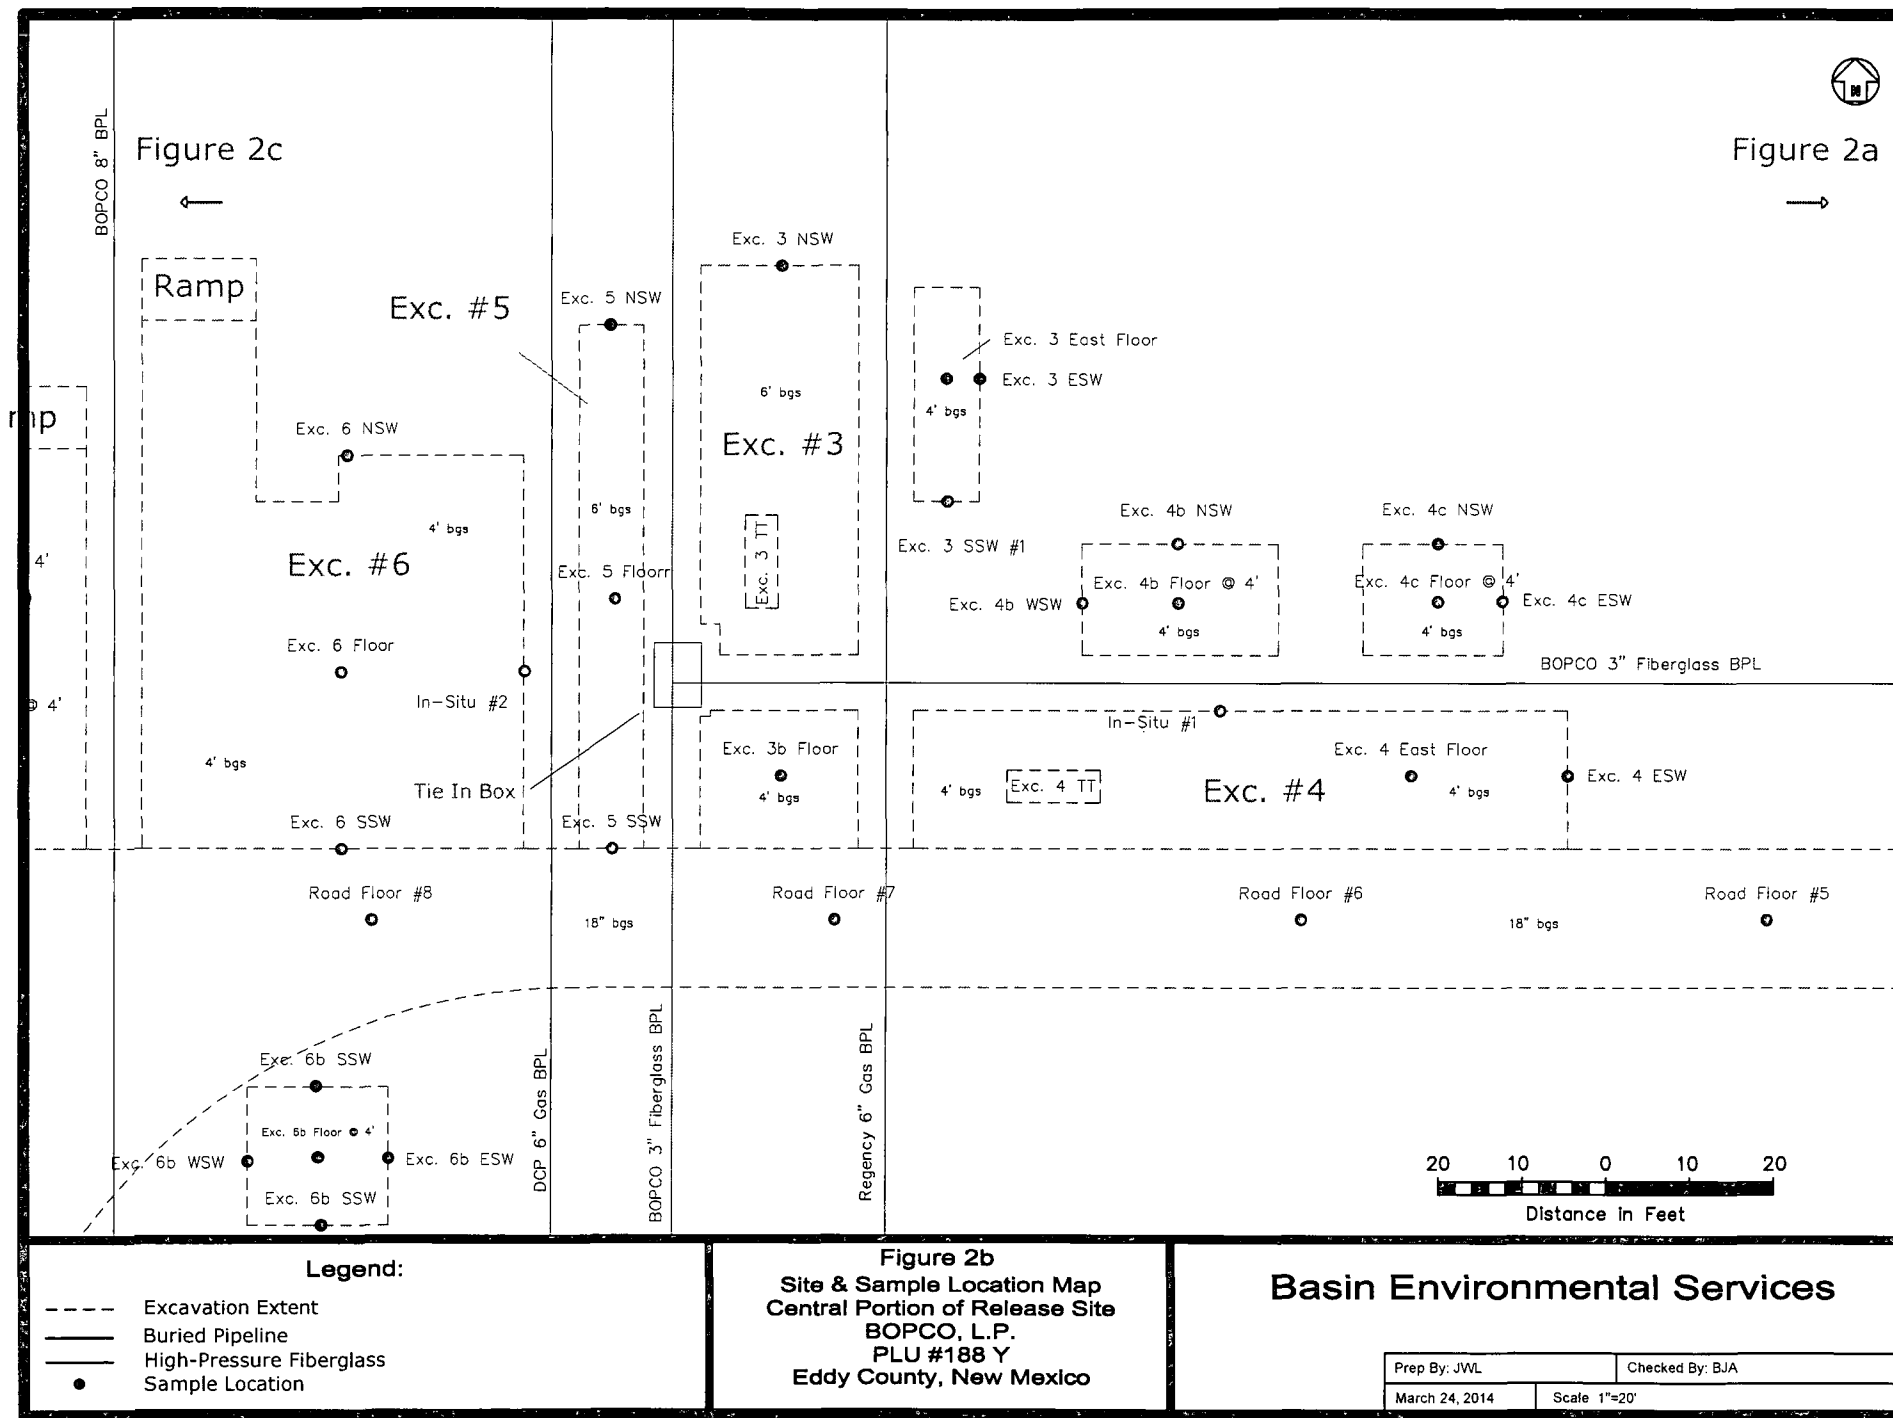 Figure 2c
Figure 2a
N
BOPCO 8" BPL
Ramp
Exc. #5
Exc. 5 NSW
Exc. 3 NSW
Exc. 3 East Floor
Exc. 3 ESW
6' bgs
4' bgs
mp
Exc. 6 NSW
Exc. #3
4' bgs
6' bgs
Exc. 3 TT
Exc. 3 SSW #1
Exc. 4b NSW
Exc. 4c NSW
4'
Exc. #6
Exc. 5 Floorr
Exc. 4b Floor @ 4'
Exc. 4c Floor @ 4'
Exc. 4b WSW
Exc. 4c ESW
4' bgs
4' bgs
Exc. 6 Floor
BOPCO 3" Fiberglass BPL
@ 4'
In-Situ #2
In-Situ #1
Exc. 3b Floor
Exc. 4 East Floor
4' bgs
Tie In Box
4' bgs
4' bgs
Exc. 4 TT
Exc. #4
4' bgs
Exc. 4 ESW
Exc. 6 SSW
Exc. 5 SSW
Road Floor #8
Road Floor #7
Road Floor #6
Road Floor #5
18" bgs
18" bgs
Exc. 6b SSW
Exc. 6b Floor @ 4'
Exc. 6b WSW
Exc. 6b ESW
Exc. 6b SSW
DCP 6" Gas BPL
BOPCO 3" Fiberglass BPL
Regency 6" Gas BPL
20 10 0 10 20
Distance in Feet
Legend:
Excavation Extent
Buried Pipeline
High-Pressure Fiberglass
Sample Location
Figure 2b
Site & Sample Location Map
Central Portion of Release Site
BOPCO, L.P.
PLU #188 Y
Eddy County, New Mexico
Basin Environmental Services
Prep By: JWL
Checked By: BJA
March 24, 2014
Scale 1"=20'